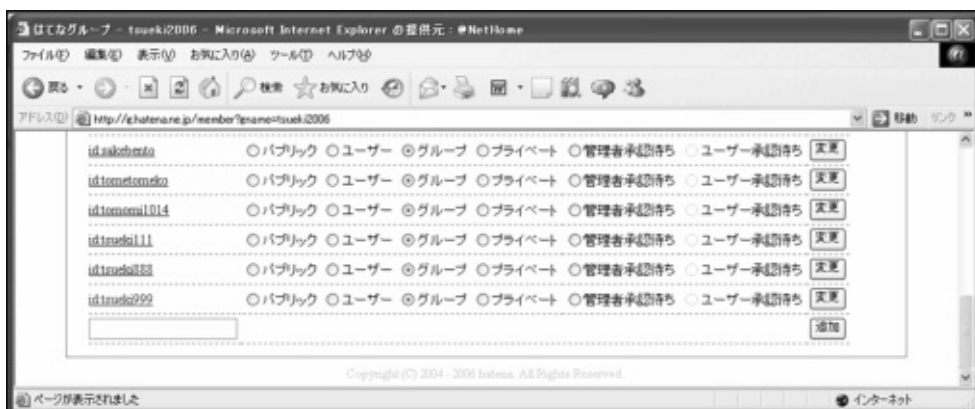 はてなグループ - tsueki2006 - Microsoft Internet Explorer の提供元：@NetHome
ファイル(F) 編集(E) 表示(V) お気に入り(A) ツール(T) ヘルプ(H)
戻る 検索 お気に入り
アドレス(D) http://g.hatena.ne.jp/member?gname=tsueki2006 移動 リンク »
id:sakebento ○パブリック ○ユーザー ◎グループ ○プライベート ○管理者承認待ち ○ユーザー承認待ち 変更
id:tometomeko ○パブリック ○ユーザー ◎グループ ○プライベート ○管理者承認待ち ○ユーザー承認待ち 変更
id:tomomi1014 ○パブリック ○ユーザー ◎グループ ○プライベート ○管理者承認待ち ○ユーザー承認待ち 変更
id:tsueki111 ○パブリック ○ユーザー ◎グループ ○プライベート ○管理者承認待ち ○ユーザー承認待ち 変更
id:tsueki888 ○パブリック ○ユーザー ◎グループ ○プライベート ○管理者承認待ち ○ユーザー承認待ち 変更
id:tsueki999 ○パブリック ○ユーザー ◎グループ ○プライベート ○管理者承認待ち ○ユーザー承認待ち 変更
追加
Copyright (C) 2004 - 2006 hatena. All Rights Reserved.
ページが表示されました インターネット